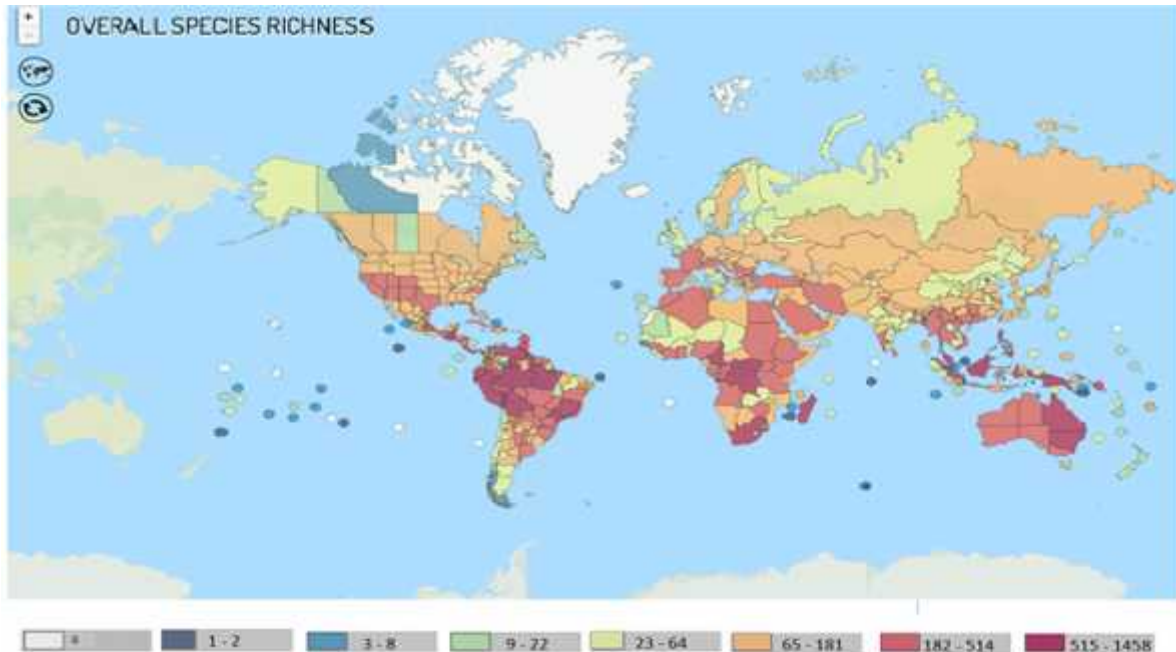 +
-
OVERALL SPECIES RICHNESS
1 - 2
3 - 8
9 - 22
23 - 64
65 - 181
182 - 514
515 - 1458